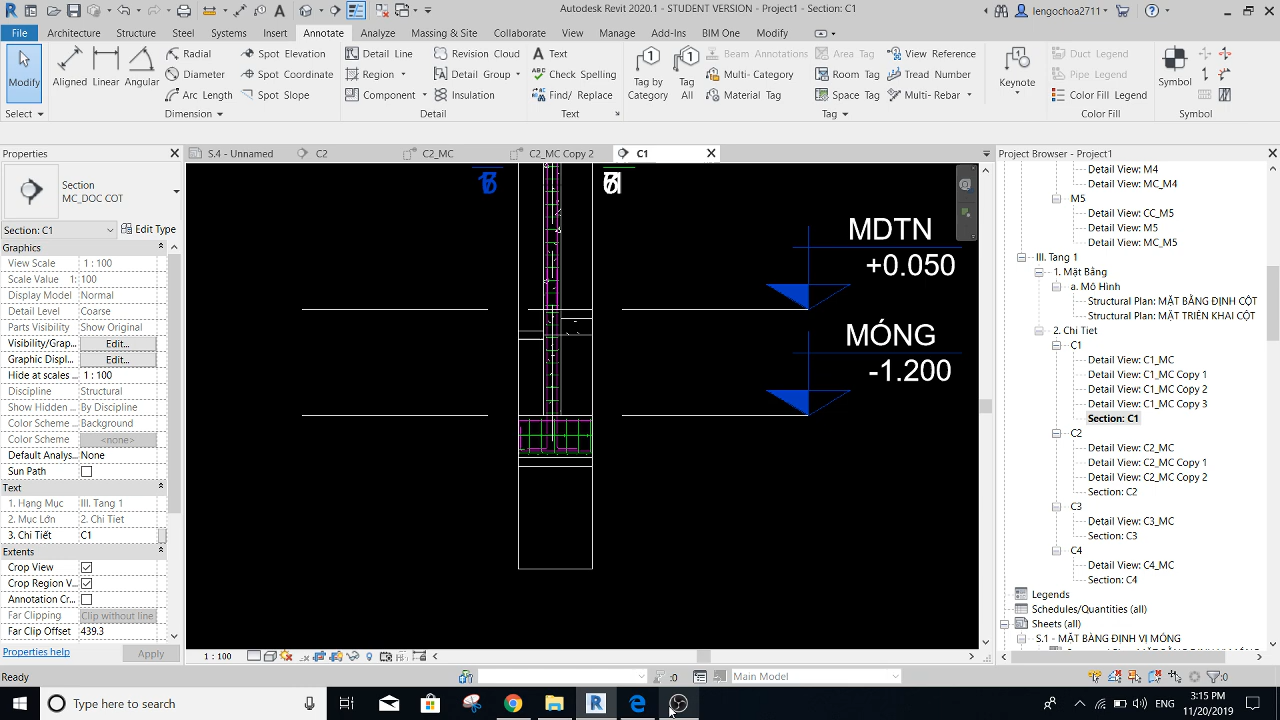 Autodesk Revit 2020.1 - STUDENT VERSION - Project1 - Section: C1
lengochoa2711
File Architecture Structure Steel Systems Insert Annotate Analyze Massing & Site Collaborate View Manage Add-Ins BIM One Modify
Radial Spot Elevation Detail Line Revision Cloud Text Beam Annotations Area Tag View Reference Duct Legend
Diameter Spot Coordinate Region Detail Group Check Spelling Multi- Category Room Tag Tread Number Pipe Legend
Modify Aligned Angular Tag by Category Tag All Keynote Symbol
Arc Length Spot Slope Component Insulation Find/ Replace Material Tag Space Tag Multi- Rebar Color Fill Legend
Select Dimension Detail Text Tag Color Fill Symbol
Properties
S.4 - Unnamed C2 C2_MC C2_MC Copy 2 C1
Project Browser - Project1
Section
MC_DOC COT
Section: C1 Edit Type
Graphics
View Scale 1 : 100
Scale Value 1: 100
Display Model Normal
Detail Level Coarse
Parts Visibility Show Original
Visibility/Grap... Edit...
Graphic Displ... Edit...
Hide at scales 1 : 100
Discipline Structural
Show Hidden By Discipline
Color Scheme Background
Color Scheme <none>
Default Analys... None
Sun Path
Text
1. Hạng Mục III. Tang 1
2. Mục Lớn 2. Chi Tiet
3. Chi Tiết C1
Extents
Crop View
Crop Region V...
Annotation Cr...
Far Clipping Clip without line
Far Clip Offset 439.3
Properties help Apply
MDTN
+0.050
MÓNG
-1.200
Detail View: M4
Detail View: MC_M4
M5
Detail View: CC_M5
Detail View: M5
Detail View: MC_M5
III. Tang 1
1. Mặt Bằng
a. Mô Hình
Structural Plan: MẶT BẰNG ĐỊNH CỘT
Structural Plan: MẶT TRIỂN KHAI CỘT
2. Chi Tiet
C1
Detail View: C1_MC
Detail View: C1_MC Copy 1
Detail View: C1_MC Copy 2
Detail View: C1_MC Copy 3
Section: C1
C2
Detail View: C2_MC
Detail View: C2_MC Copy 1
Detail View: C2_MC Copy 2
Section: C2
C3
Detail View: C3_MC
Section: C3
C4
Detail View: C4_MC
Section: C4
Legends
Schedules/Quantities (all)
Sheets (all)
S.1 - MẶT BẰNG ĐỊNH VỊ MÓNG
1 : 100
Ready :0 Main Model :0
Type here to search
ENG 3:15 PM
11/20/2019